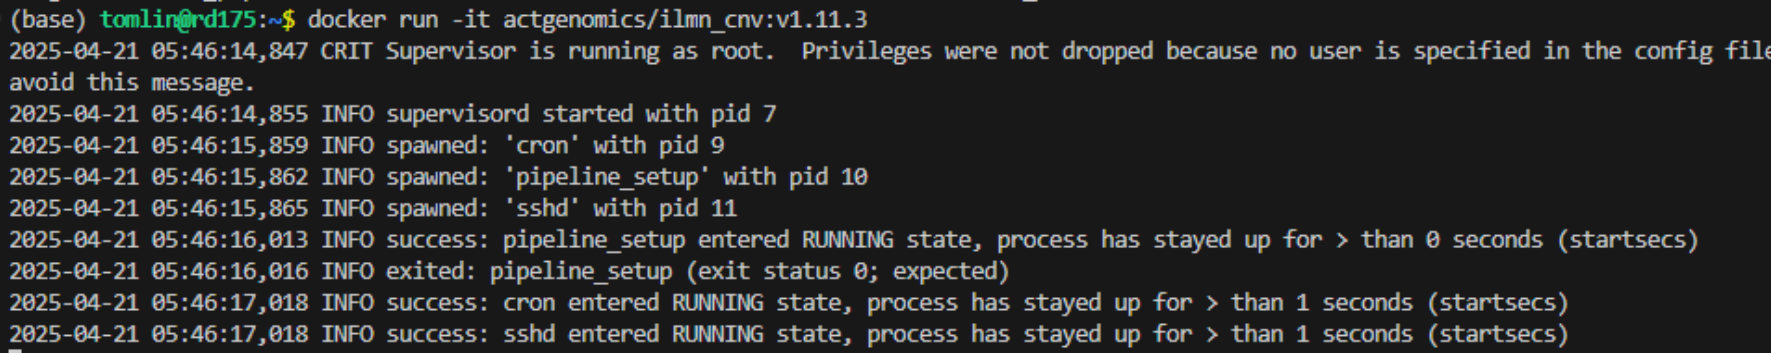 (base) tomlin@rd175:~$ docker run -it actgenomics/ilmn_cnv:v1.11.3
2025-04-21 05:46:14,847 CRIT Supervisor is running as root.  Privileges were not dropped because no user is specified in the config file
avoid this message.
2025-04-21 05:46:14,855 INFO supervisord started with pid 7
2025-04-21 05:46:15,859 INFO spawned: 'cron' with pid 9
2025-04-21 05:46:15,862 INFO spawned: 'pipeline_setup' with pid 10
2025-04-21 05:46:15,865 INFO spawned: 'sshd' with pid 11
2025-04-21 05:46:16,013 INFO success: pipeline_setup entered RUNNING state, process has stayed up for > than 0 seconds (startsecs)
2025-04-21 05:46:16,016 INFO exited: pipeline_setup (exit status 0; expected)
2025-04-21 05:46:17,018 INFO success: cron entered RUNNING state, process has stayed up for > than 1 seconds (startsecs)
2025-04-21 05:46:17,018 INFO success: sshd entered RUNNING state, process has stayed up for > than 1 seconds (startsecs)